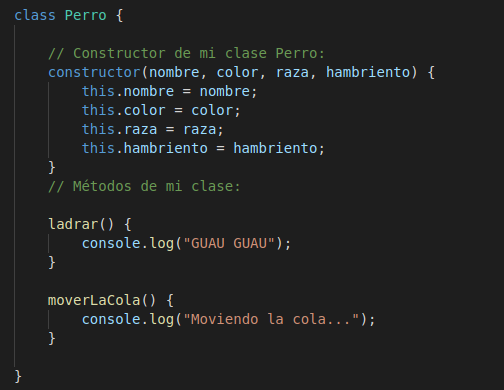 class Perro {
// Constructor de mi clase Perro:
constructor(nombre, color, raza, hambriento) {
this.nombre = nombre;
this.color = color;
this.raza = raza;
this.hambriento = hambriento;
}
// Métodos de mi clase:
ladrar() {
console.log("GUAU GUAU");
}
moverLaCola() {
console.log("Moviendo la cola...");
}
}